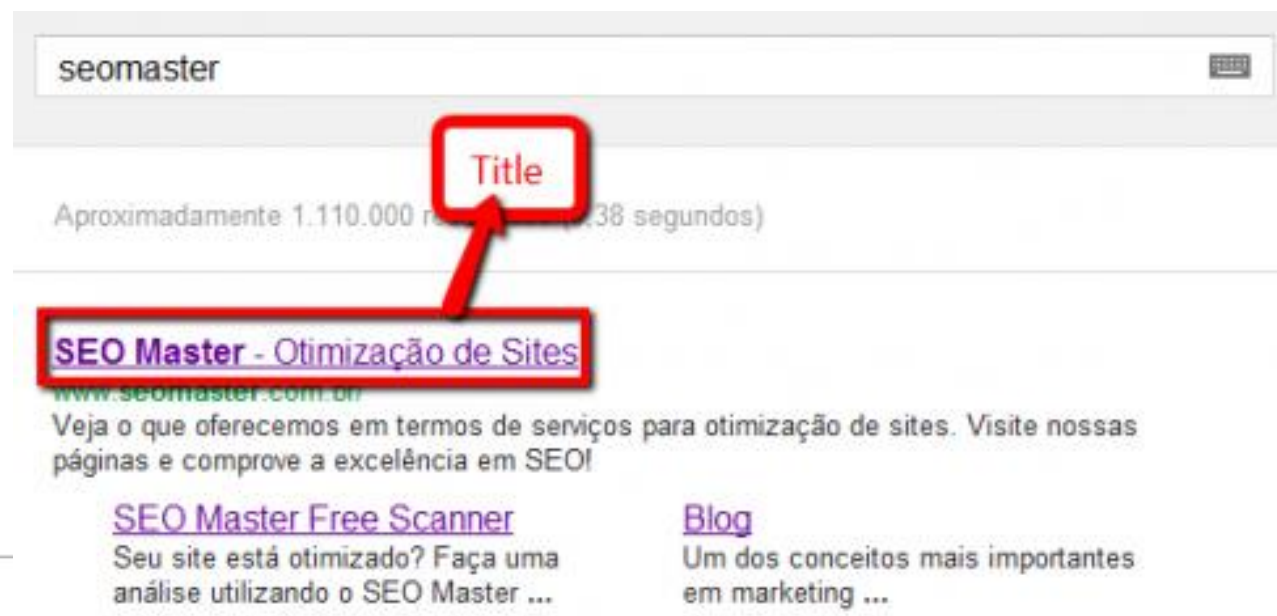 seomaster
Title
Aproximadamente 1.110.000 38 segundos)
SEO Master - Otimização de Sites
www.seomaster.com.br/
Veja o que oferecemos em termos de serviços para otimização de sites. Visite nossas
páginas e comprove a excelência em SEO!
SEO Master Free Scanner
Blog
Seu site está otimizado? Faça uma
análise utilizando o SEO Master ...
Um dos conceitos mais importantes
em marketing ...